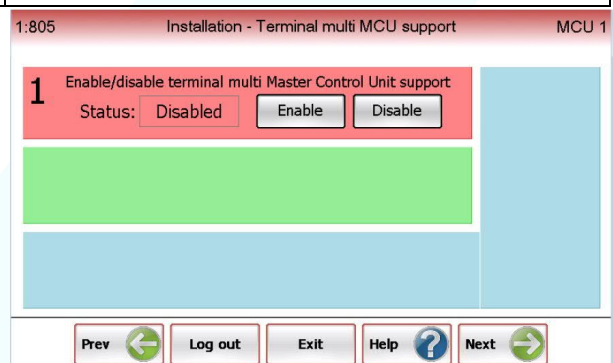 1:805 Installation - Terminal multi MCU support MCU 1
1 Enable/disable terminal multi Master Control Unit support
Status: Disabled Enable Disable
Prev Log out Exit Help ? Next